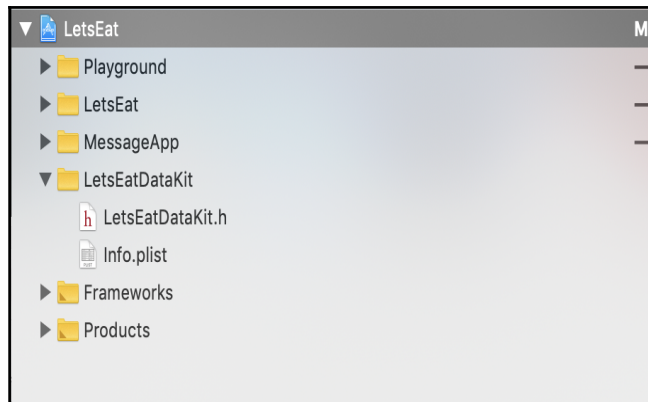 LetsEat M
Playground
LetsEat
MessageApp
LetsEatDataKit
h LetsEatDataKit.h
Info.plist
Frameworks
Products